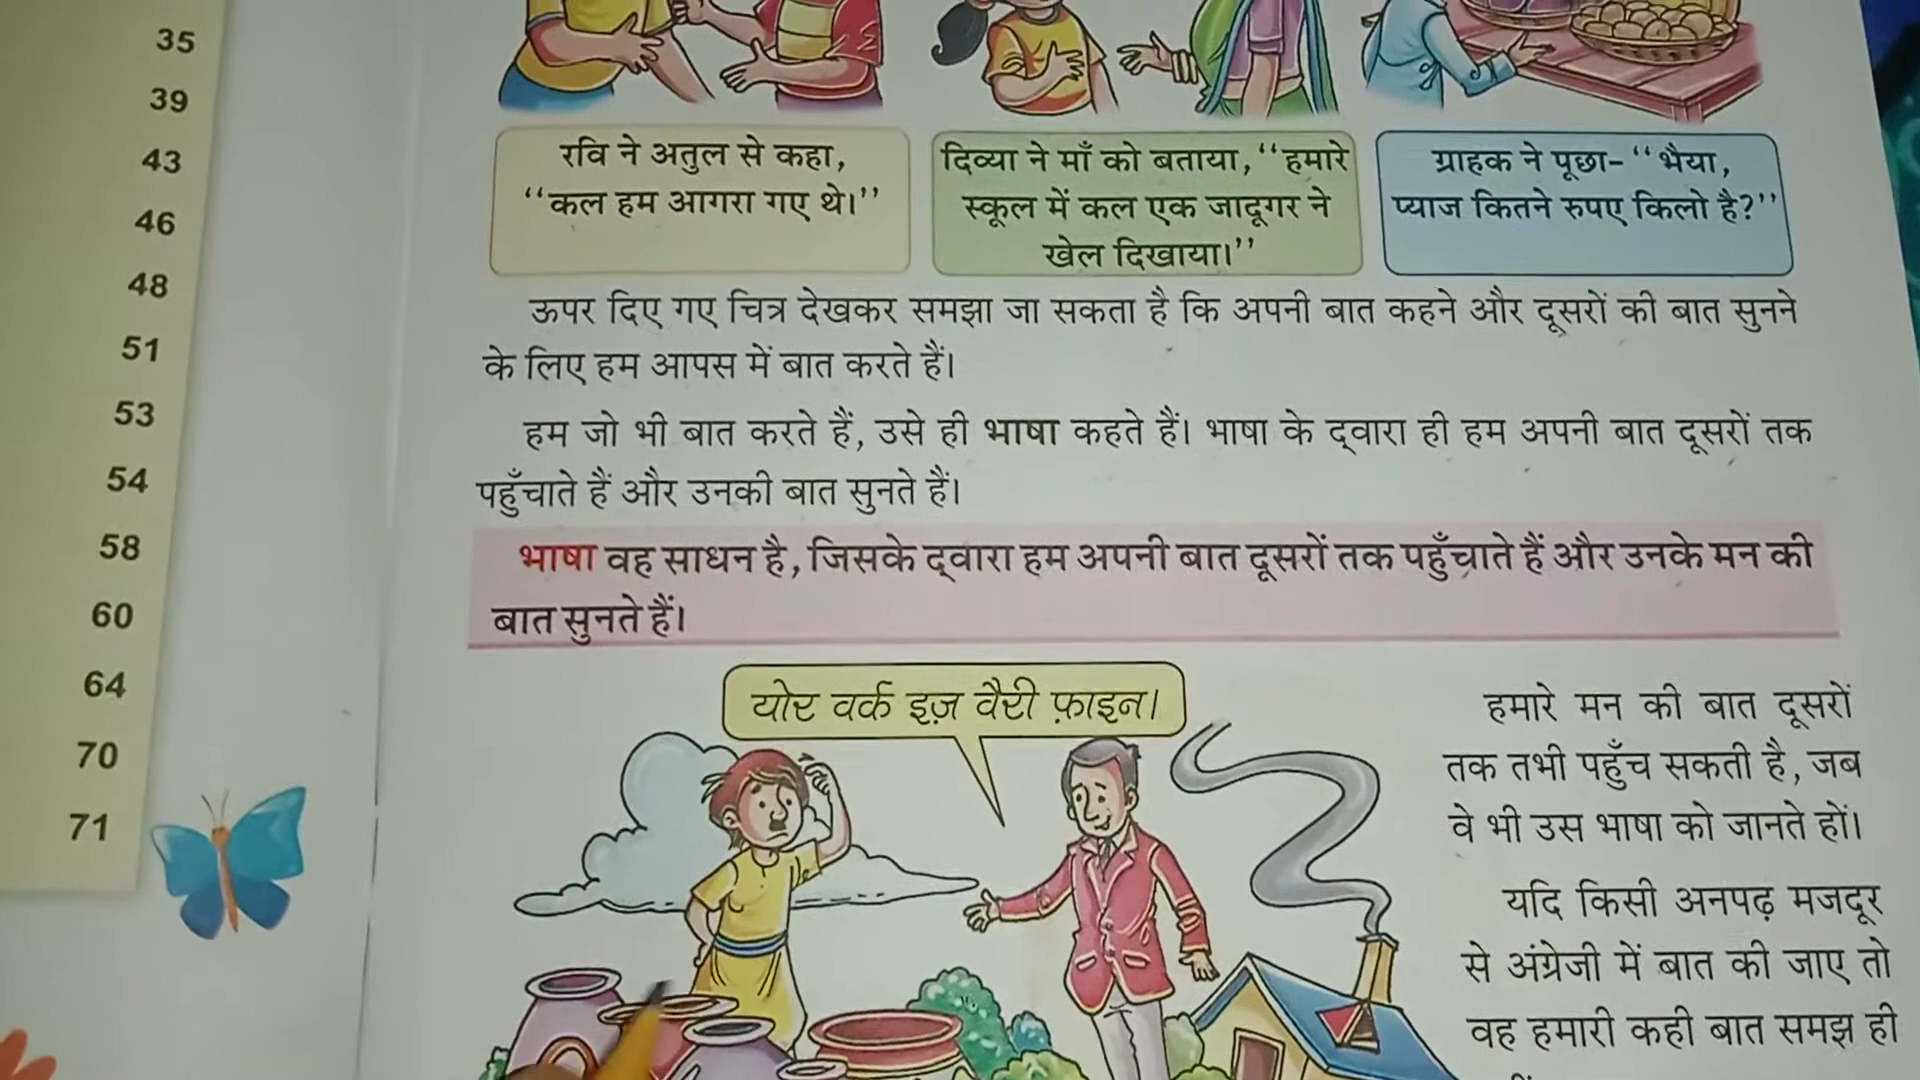 35
39
43
46
48
51
53
54
58
60
64
70
71
रवि ने अतुल से कहा,
‘‘कल हम आगरा गए थे।’’
दिव्या ने माँ को बताया, ‘‘हमारे
स्कूल में कल एक जादूगर ने
खेल दिखाया।’’
ग्राहक ने पूछा– ‘‘भैया,
प्याज कितने रुपए किलो है?’’
ऊपर दिए गए चित्र देखकर समझा जा सकता है कि अपनी बात कहने और दूसरों की बात सुनने
के लिए हम आपस में बात करते हैं।
हम जो भी बात करते हैं, उसे ही भाषा कहते हैं। भाषा के द्वारा ही हम अपनी बात दूसरों तक
पहुँचाते हैं और उनकी बात सुनते हैं।
भाषा वह साधन है, जिसके द्वारा हम अपनी बात दूसरों तक पहुँचाते हैं और उनके मन की
बात सुनते हैं।
योर वर्क इज़ वैरी फ़ाइन।
हमारे मन की बात दूसरों
तक तभी पहुँच सकती है, जब
वे भी उस भाषा को जानते हों।
यदि किसी अनपढ़ मजदूर
से अंग्रेजी में बात की जाए तो
वह हमारी कही बात समझ ही